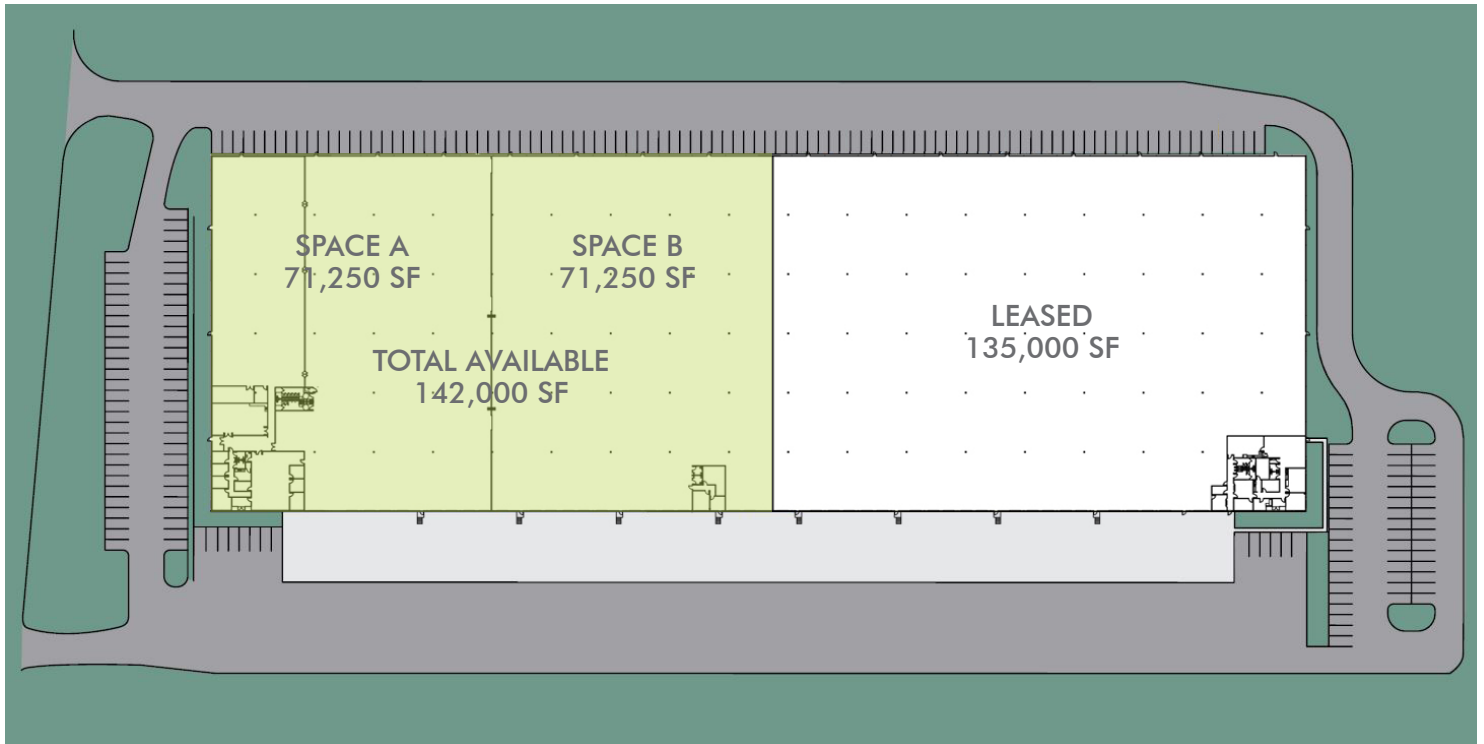 SPACE A
71,250 SF
SPACE B
71,250 SF
LEASED
135,000 SF
TOTAL AVAILABLE
142,000 SF